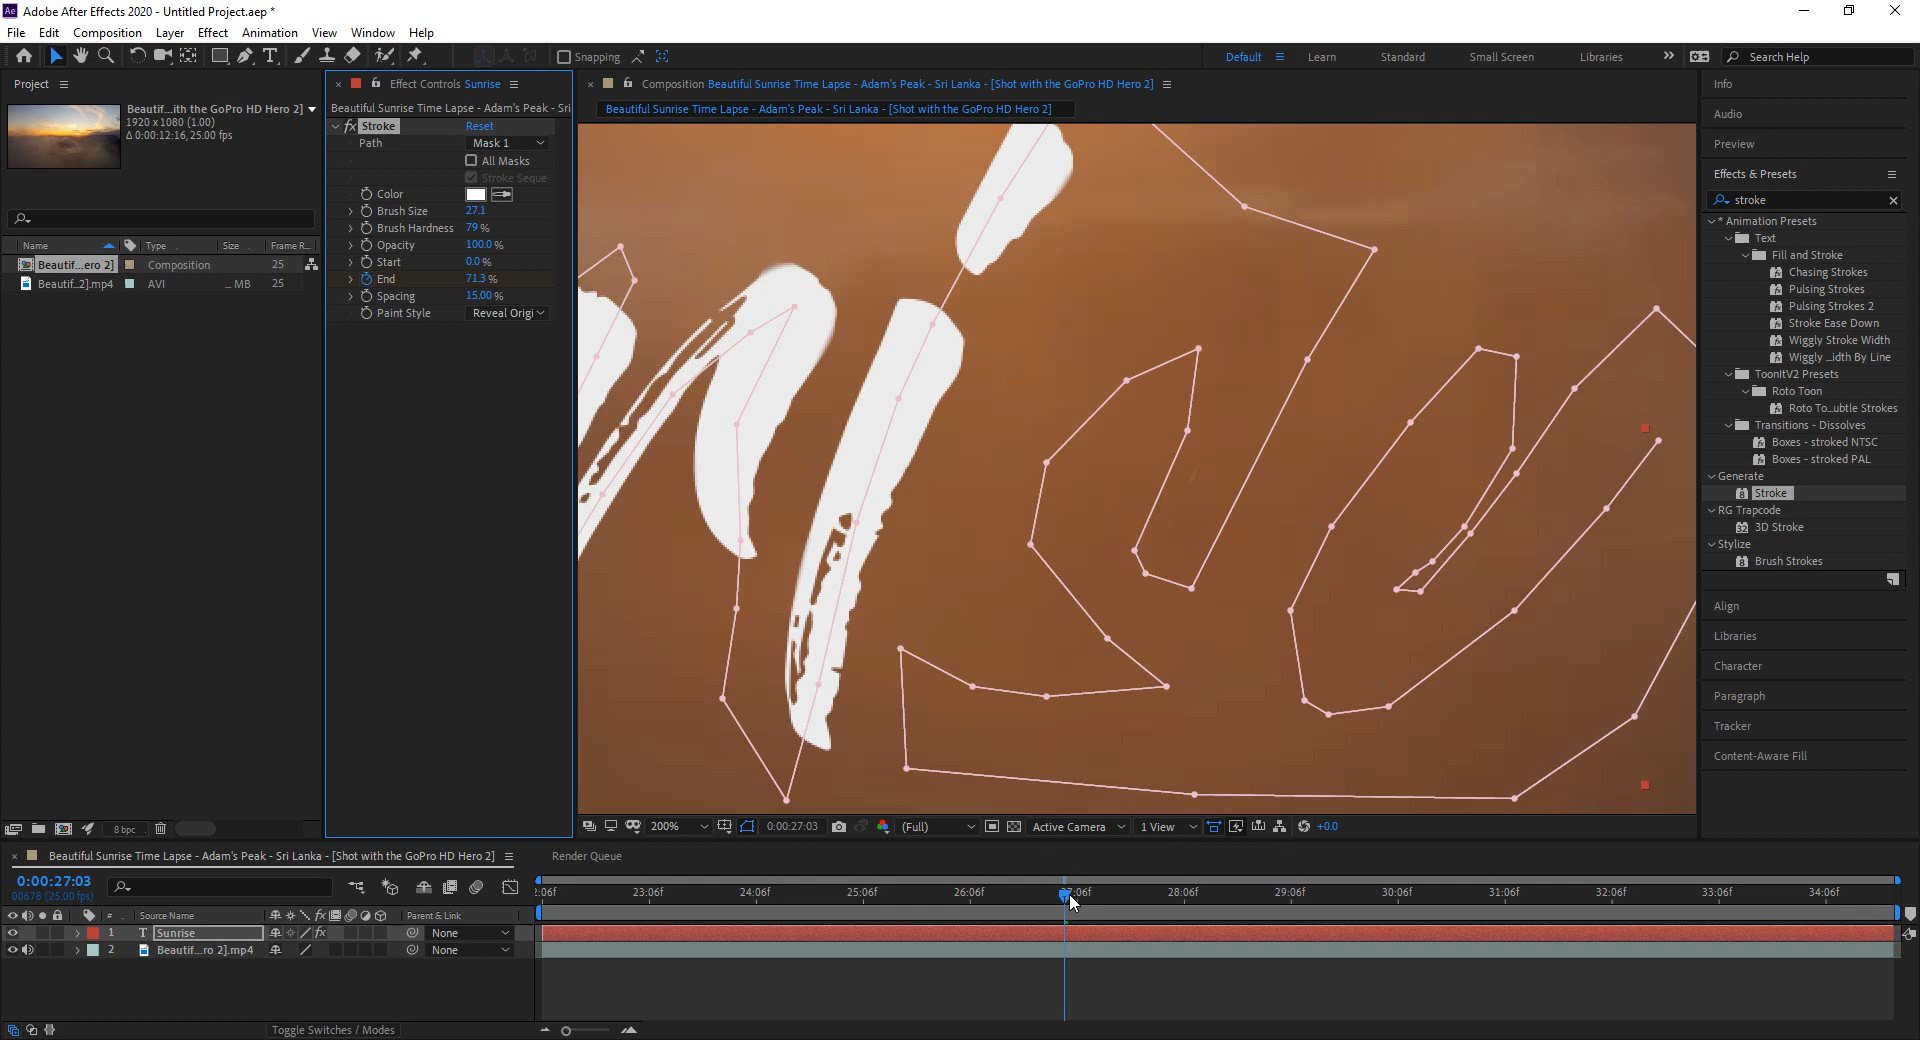 Adobe After Effects 2020 - Untitled Project.aep *
File Edit Composition Layer Effect Animation View Window Help
Snapping
Default Learn Standard Small Screen Libraries Search Help
Project
Beautif...ith the GoPro HD Hero 2]
1920 x 1080 (1.00)
Δ 0:00:12:16, 25.00 fps
Name Type Size Frame R...
Beautif...ero 2] Composition 25
Beautif...2].mp4 AVI ... MB 25
8 bpc
Effect Controls Sunrise
Beautiful Sunrise Time Lapse - Adam's Peak - Sri
fx Stroke Reset
Path Mask 1
All Masks
Stroke Seque
Color
Brush Size 27.1
Brush Hardness 79 %
Opacity 100.0 %
Start 0.0 %
End 71.3 %
Spacing 15.00 %
Paint Style Reveal Origi
Composition Beautiful Sunrise Time Lapse - Adam's Peak - Sri Lanka - [Shot with the GoPro HD Hero 2]
Beautiful Sunrise Time Lapse - Adam's Peak - Sri Lanka - [Shot with the GoPro HD Hero 2]
200% 0:00:27:03 (Full) Active Camera 1 View +0.0
Info
Audio
Preview
Effects & Presets
stroke
* Animation Presets
Text
Fill and Stroke
Chasing Strokes
Pulsing Strokes
Pulsing Strokes 2
Stroke Ease Down
Wiggly Stroke Width
Wiggly ...idth By Line
ToonItV2 Presets
Roto Toon
Roto To...ubtle Strokes
Transitions - Dissolves
Boxes - stroked NTSC
Boxes - stroked PAL
Generate
Stroke
RG Trapcode
3D Stroke
Stylize
Brush Strokes
Align
Libraries
Character
Paragraph
Tracker
Content-Aware Fill
Beautiful Sunrise Time Lapse - Adam's Peak - Sri Lanka - [Shot with the GoPro HD Hero 2] Render Queue
0:00:27:03
00678 (25.00 fps)
2:06f 23:06f 24:06f 25:06f 26:06f 27:06f 28:06f 29:06f 30:06f 31:06f 32:06f 33:06f 34:06f
# Source Name fx Parent & Link
1 T Sunrise fx None
2 Beautif...ro 2].mp4 None
Toggle Switches / Modes